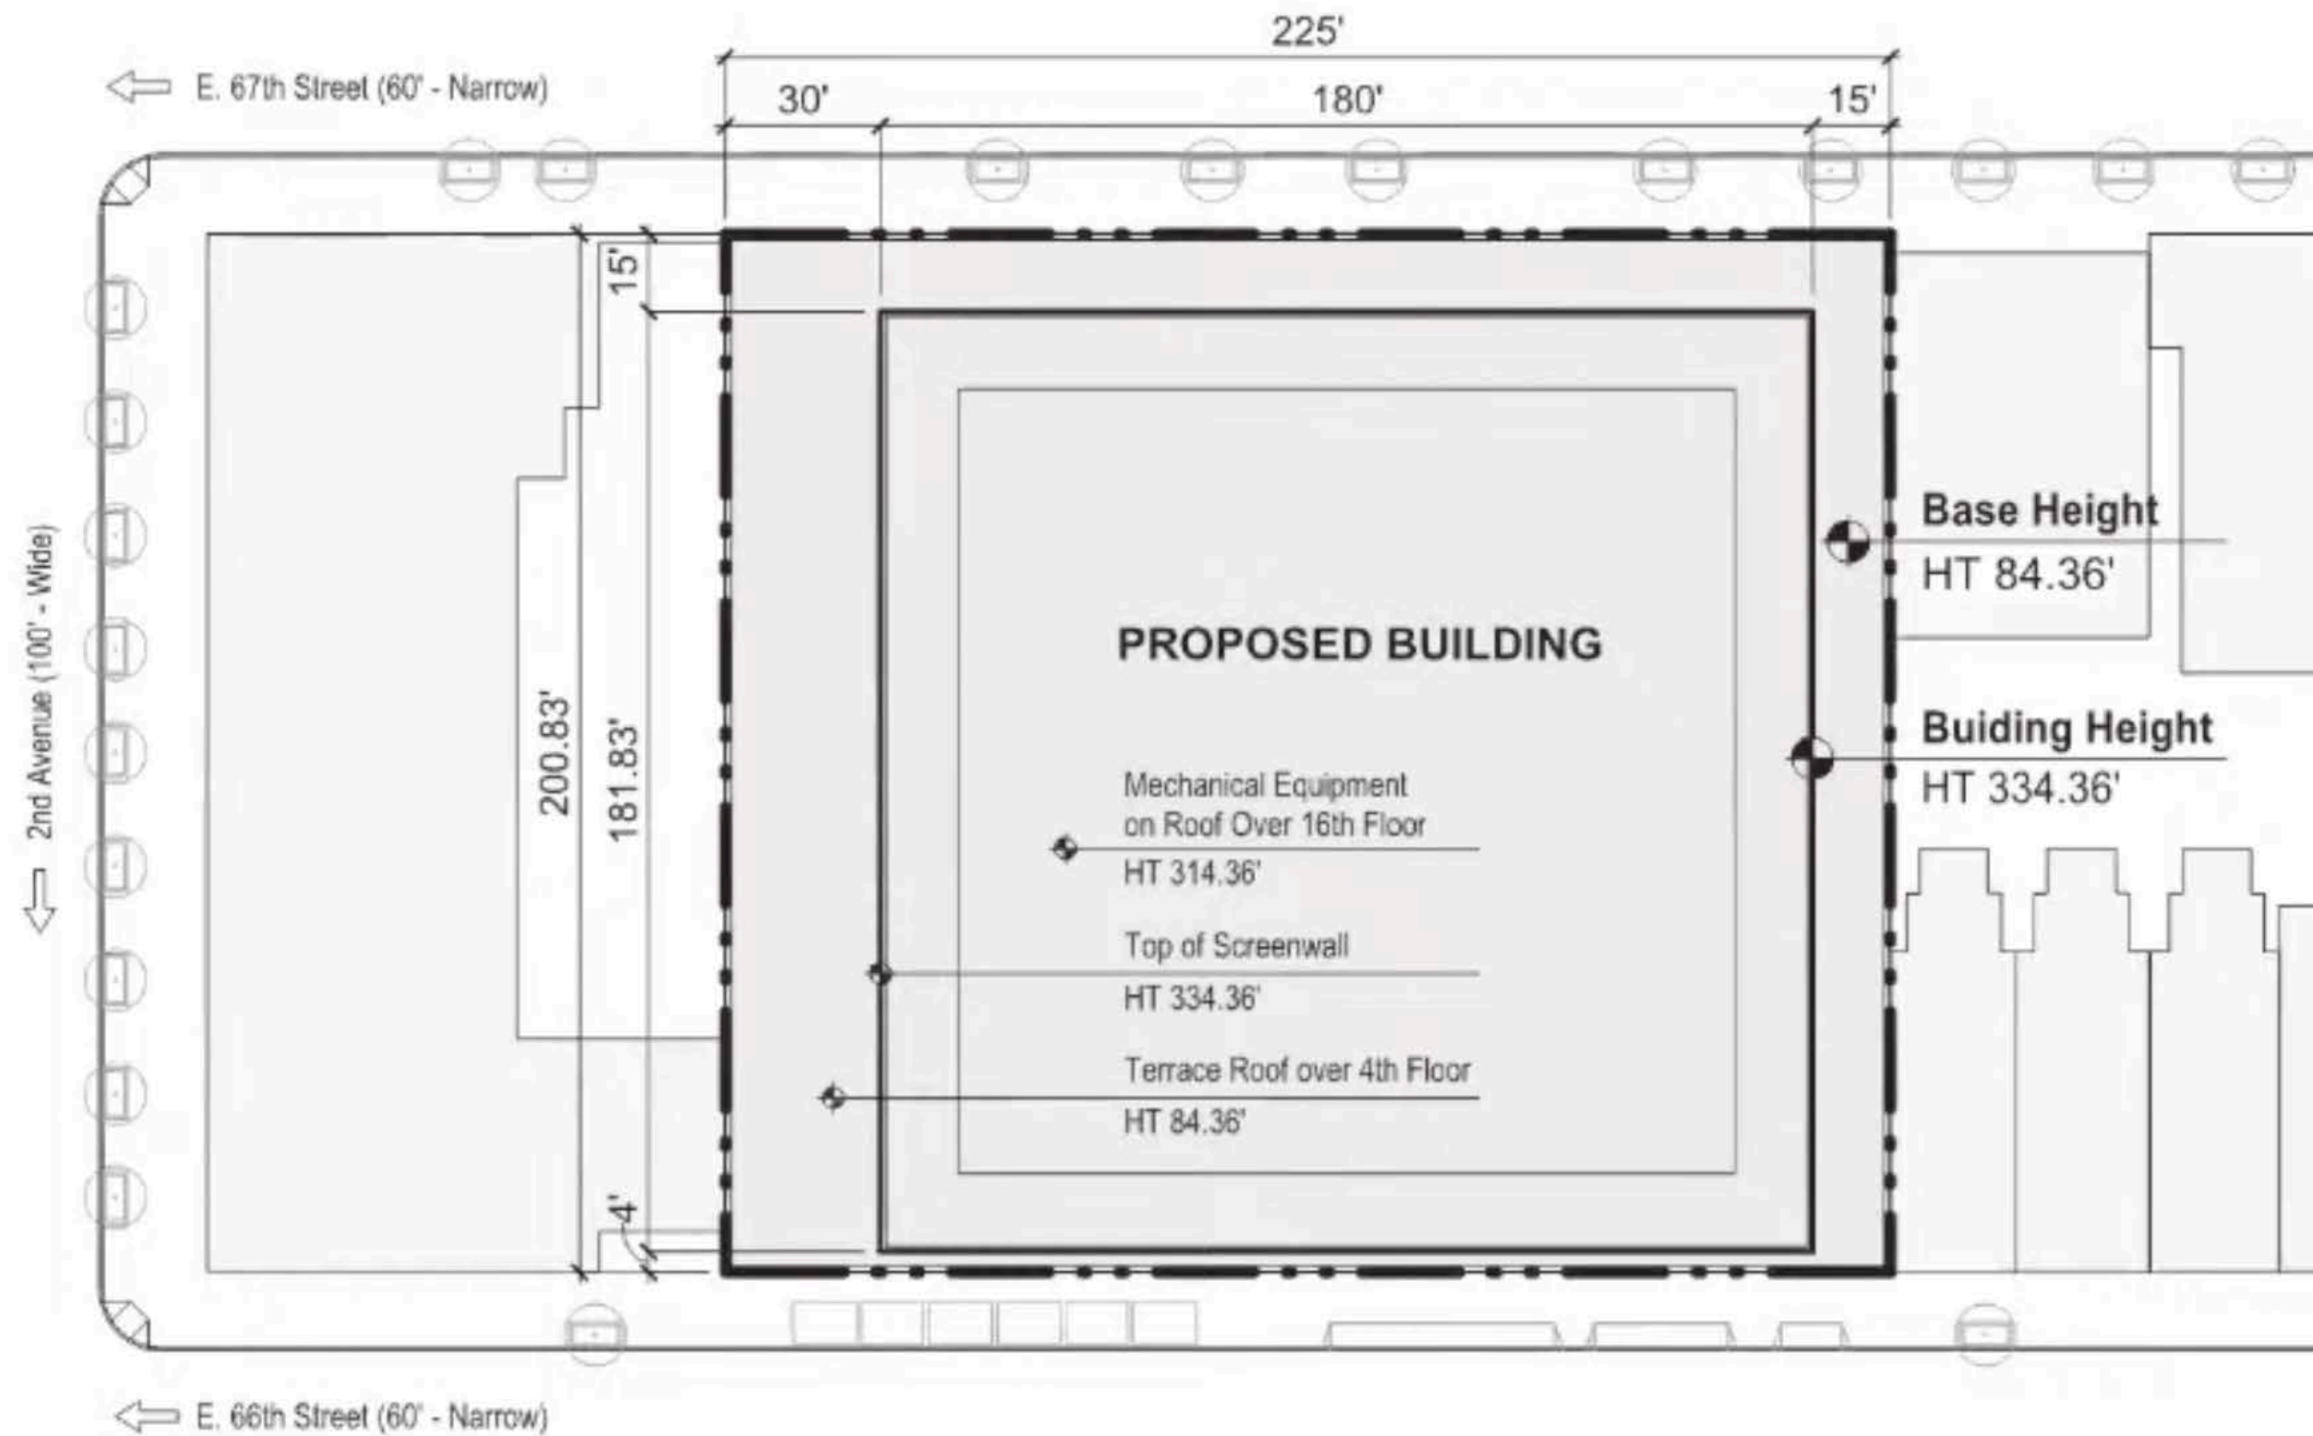 225'
E. 67th Street (60' - Narrow)
30'
180'
15'
15'
Base Height
HT 84.36'
PROPOSED BUILDING
2nd Avenue (100' - Wide)
200.83'
181.83'
Buiding Height
HT 334.36'
Mechanical Equipment
on Roof Over 16th Floor
HT 314.36'
Top of Screenwall
HT 334.36'
Terrace Roof over 4th Floor
HT 84.36'
4'
E. 66th Street (60' - Narrow)